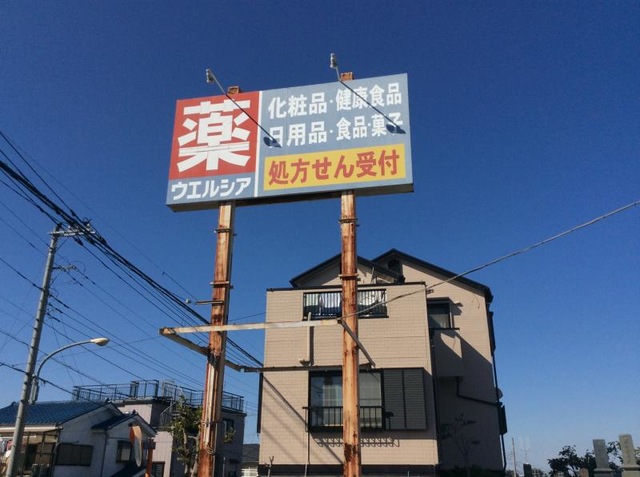 薬
ウエルシア
化粧品・健康食品
日用品・食品・菓子
処方せん受付